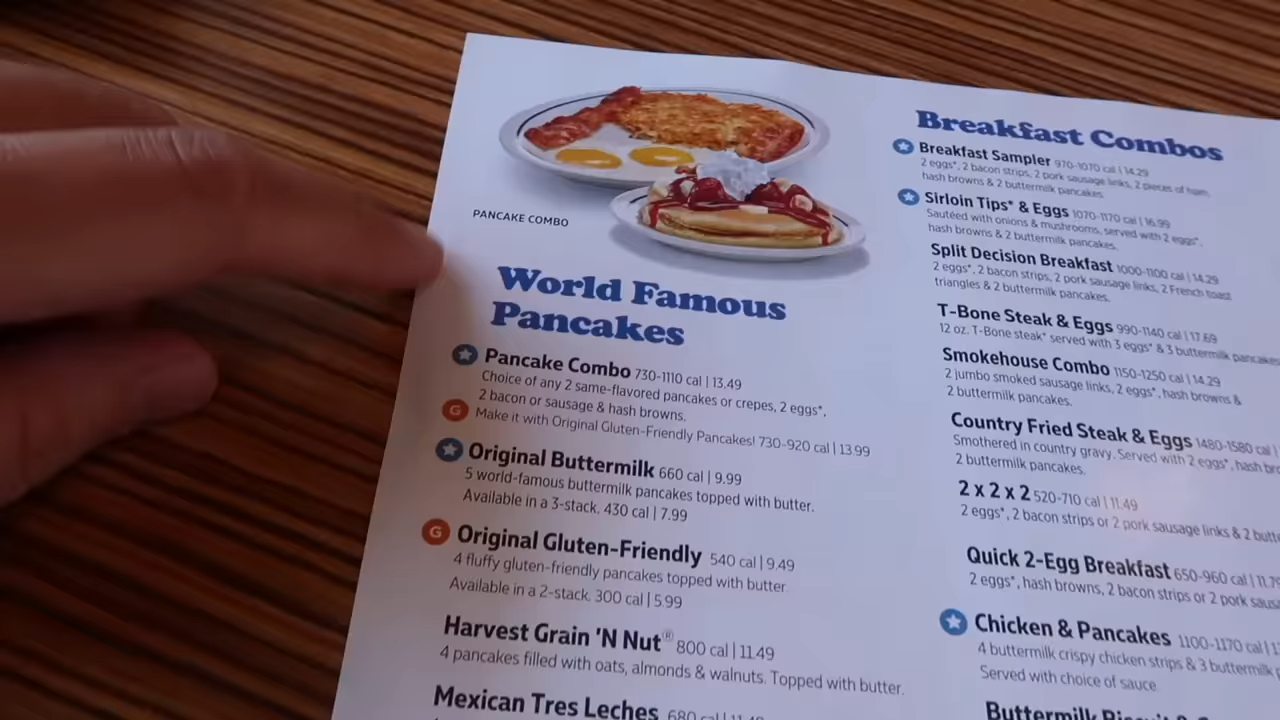 PANCAKE COMBO
World Famous
Pancakes
Pancake Combo 730-1110 cal | 13.49
Choice of any 2 same-flavored pancakes or crepes, 2 eggs*,
2 bacon or sausage & hash browns.
G Make it with Original Gluten-Friendly Pancakes! 730-920 cal | 13.99
Original Buttermilk 660 cal | 9.99
5 world-famous buttermilk pancakes topped with butter.
Available in a 3-stack. 430 cal | 7.99
G Original Gluten-Friendly 540 cal | 9.49
4 fluffy gluten-friendly pancakes topped with butter.
Available in a 2-stack. 300 cal | 5.99
Harvest Grain 'N Nut® 800 cal | 11.49
4 pancakes filled with oats, almonds & walnuts. Topped with butter.
Mexican Tres Leches 680 cal | 11.49
Breakfast Combos
Breakfast Sampler 970-1070 cal | 14.29
2 eggs*, 2 bacon strips, 2 pork sausage links, 2 pieces of ham,
hash browns & 2 buttermilk pancakes.
Sirloin Tips* & Eggs 1070-1170 cal | 16.99
Sautéed with onions & mushrooms, served with 2 eggs*,
hash browns & 2 buttermilk pancakes.
Split Decision Breakfast 1000-1100 cal | 14.29
2 eggs*, 2 bacon strips, 2 pork sausage links, 2 French toast
triangles & 2 buttermilk pancakes.
T-Bone Steak & Eggs 990-1140 cal | 17.69
12 oz. T-Bone steak* served with 3 eggs* & 3 buttermilk pancakes
Smokehouse Combo 1150-1250 cal | 14.29
2 jumbo smoked sausage links, 2 eggs*, hash browns &
2 buttermilk pancakes.
Country Fried Steak & Eggs 1480-1580 cal |
Smothered in country gravy. Served with 2 eggs*, hash
2 buttermilk pancakes.
2 x 2 x 2 520-710 cal | 11.49
2 eggs*, 2 bacon strips or 2 pork sausage links & 2
Quick 2-Egg Breakfast 650-960 cal |
2 eggs*, hash browns, 2 bacon strips or 2 pork
Chicken & Pancakes 1100-1170 cal |
4 buttermilk crispy chicken strips & 3 buttermilk
Served with choice of sauce.
Buttermilk